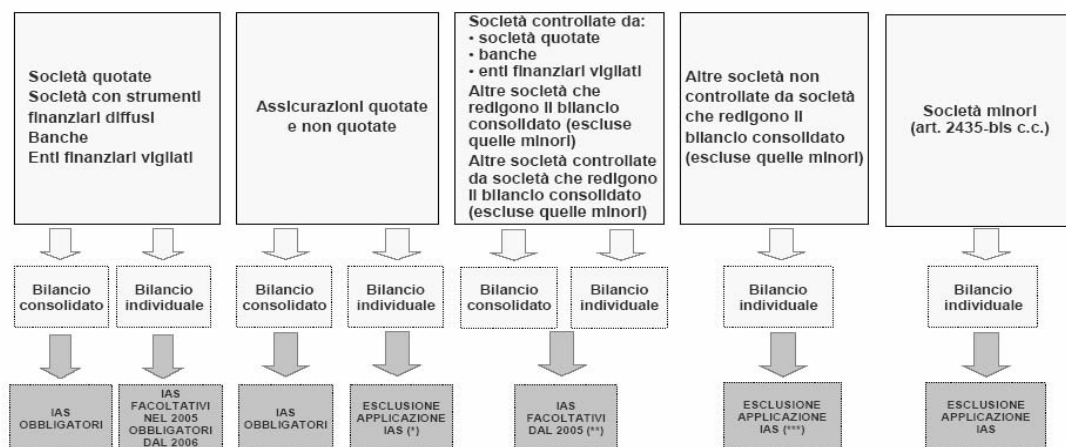 Società quotate
Società con strumenti
finanziari diffusi
Banche
Enti finanziari vigilati
Assicurazioni quotate
e non quotate
Società controllate da:
• società quotate
• banche
• enti finanziari vigilati
Altre società che
redigono il bilancio
consolidato (escluse
quelle minori)
Altre società controllate
da società che redigono
il bilancio consolidato
(escluse quelle minori)
Altre società non
controllate da società
che redigono il
bilancio consolidato
(escluse quelle minori)
Società minori
(art. 2435-bis c.c.)
Bilancio
consolidato
Bilancio
individuale
Bilancio
consolidato
Bilancio
individuale
Bilancio
consolidato
Bilancio
individuale
Bilancio
individuale
Bilancio
individuale
IAS
OBBLIGATORI
IAS
FACOLTATIVI
NEL 2005
OBBLIGATORI
DAL 2006
IAS
OBBLIGATORI
ESCLUSIONE
APPLICAZIONE
IAS (*)
IAS
FACOLTATIVI
DAL 2005 (**)
ESCLUSIONE
APPLICAZIONE
IAS (***)
ESCLUSIONE
APPLICAZIONE
IAS